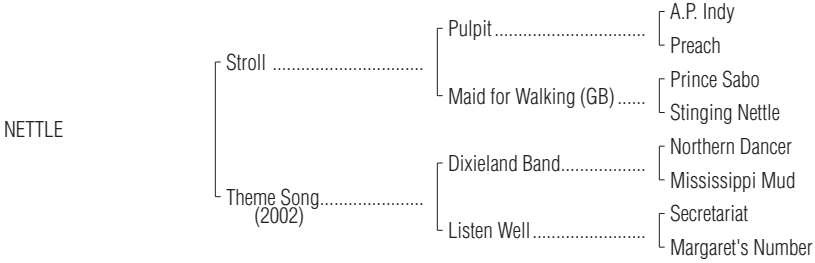 A.P. Indy
Pulpit................................
Preach
Stroll ................................
Prince Sabo
Maid for Walking (GB)......
Stinging Nettle
NETTLE
Northern Dancer
Dixieland Band..................
Mississippi Mud
Theme Song......................
(2002)
Secretariat
Listen Well........................
Margaret's Number